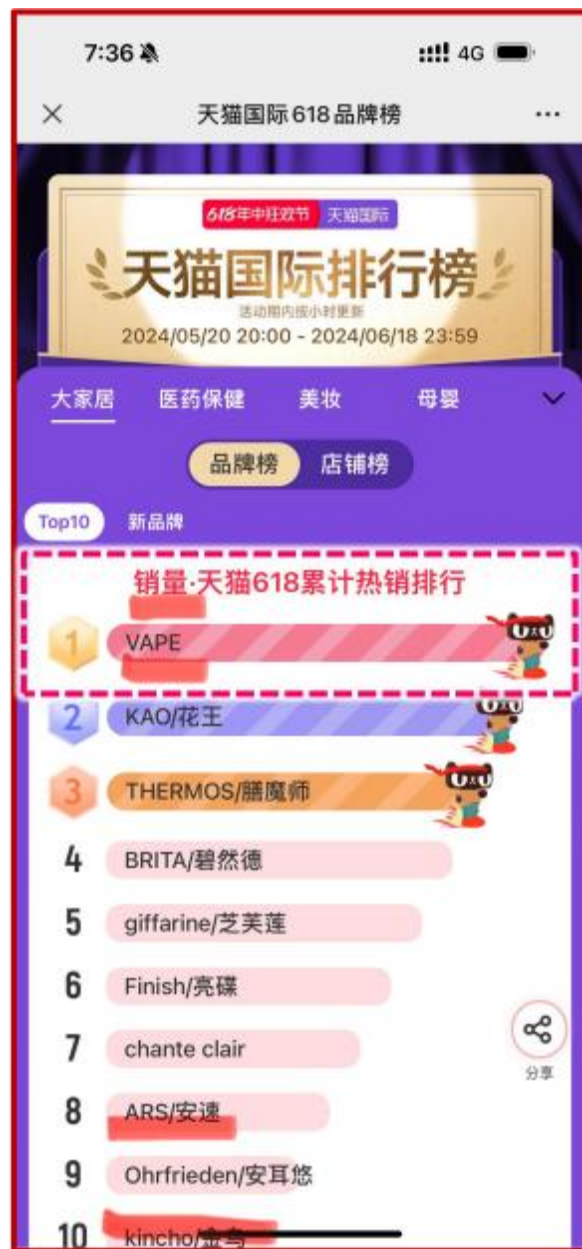 7:36
4G
天猫国际618品牌榜
618年中狂欢节 天猫国际
天猫国际排行榜
活动期内按小时更新
2024/05/20 20:00 - 2024/06/18 23:59
大家居 医药保健 美妆 母婴
品牌榜 店铺榜
Top10 新品牌
销量·天猫618累计热销排行
1 VAPE
2 KAO/花王
3 THERMOS/膳魔师
4 BRITA/碧然德
5 giffarine/芝芙莲
6 Finish/亮碟
7 chante clair
分享
8 ARS/安速
9 Ohrfrieden/安耳悠
10 kincho/金鸟